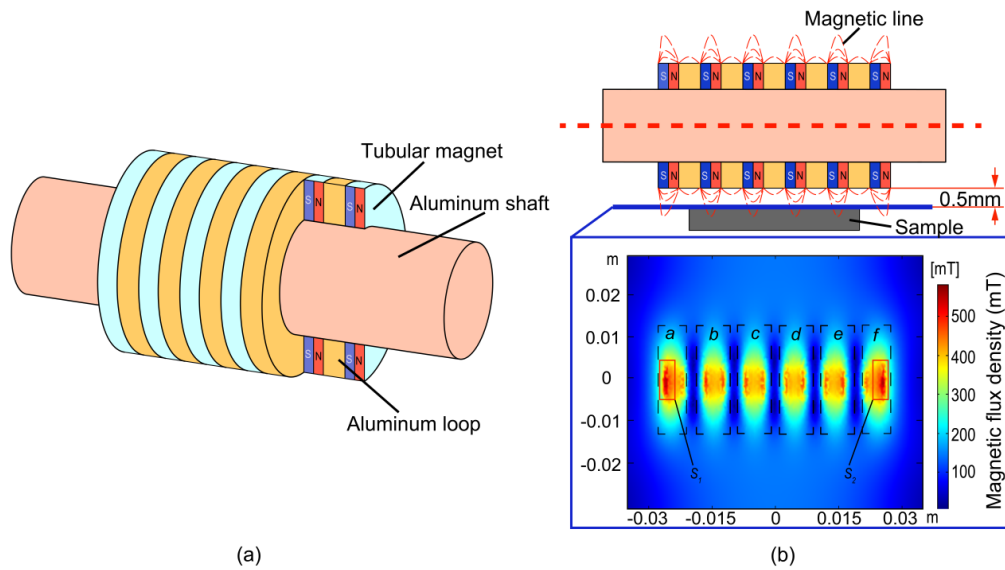 S N S N
Tubular magnet
Aluminum shaft
S N S N
Aluminum loop
(a)
Magnetic line
S N S N S N S N S N S N
S N S N S N S N S N S N
0.5mm
Sample
m
0.02
0.01
0
-0.01
-0.02
a b c d e f
S1
S2
-0.03 -0.015 0 0.015 0.03 m
[mT]
500
400
300
200
100
Magnetic flux density (mT)
(b)